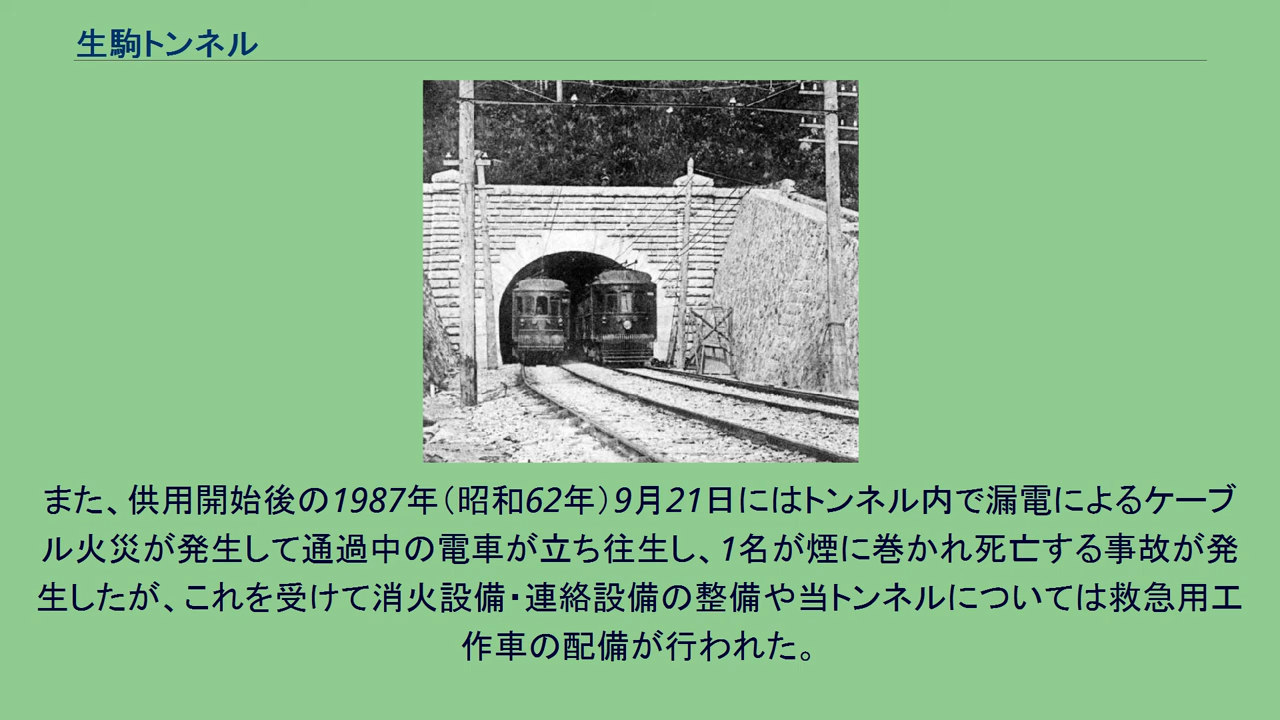 生駒トンネル
また、供用開始後の1987年（昭和62年）9月21日にはトンネル内で漏電によるケーブ
ル火災が発生して通過中の電車が立ち往生し、1名が煙に巻かれ死亡する事故が発
生したが、これを受けて消火設備・連絡設備の整備や当トンネルについては救急用工
作車の配備が行われた。